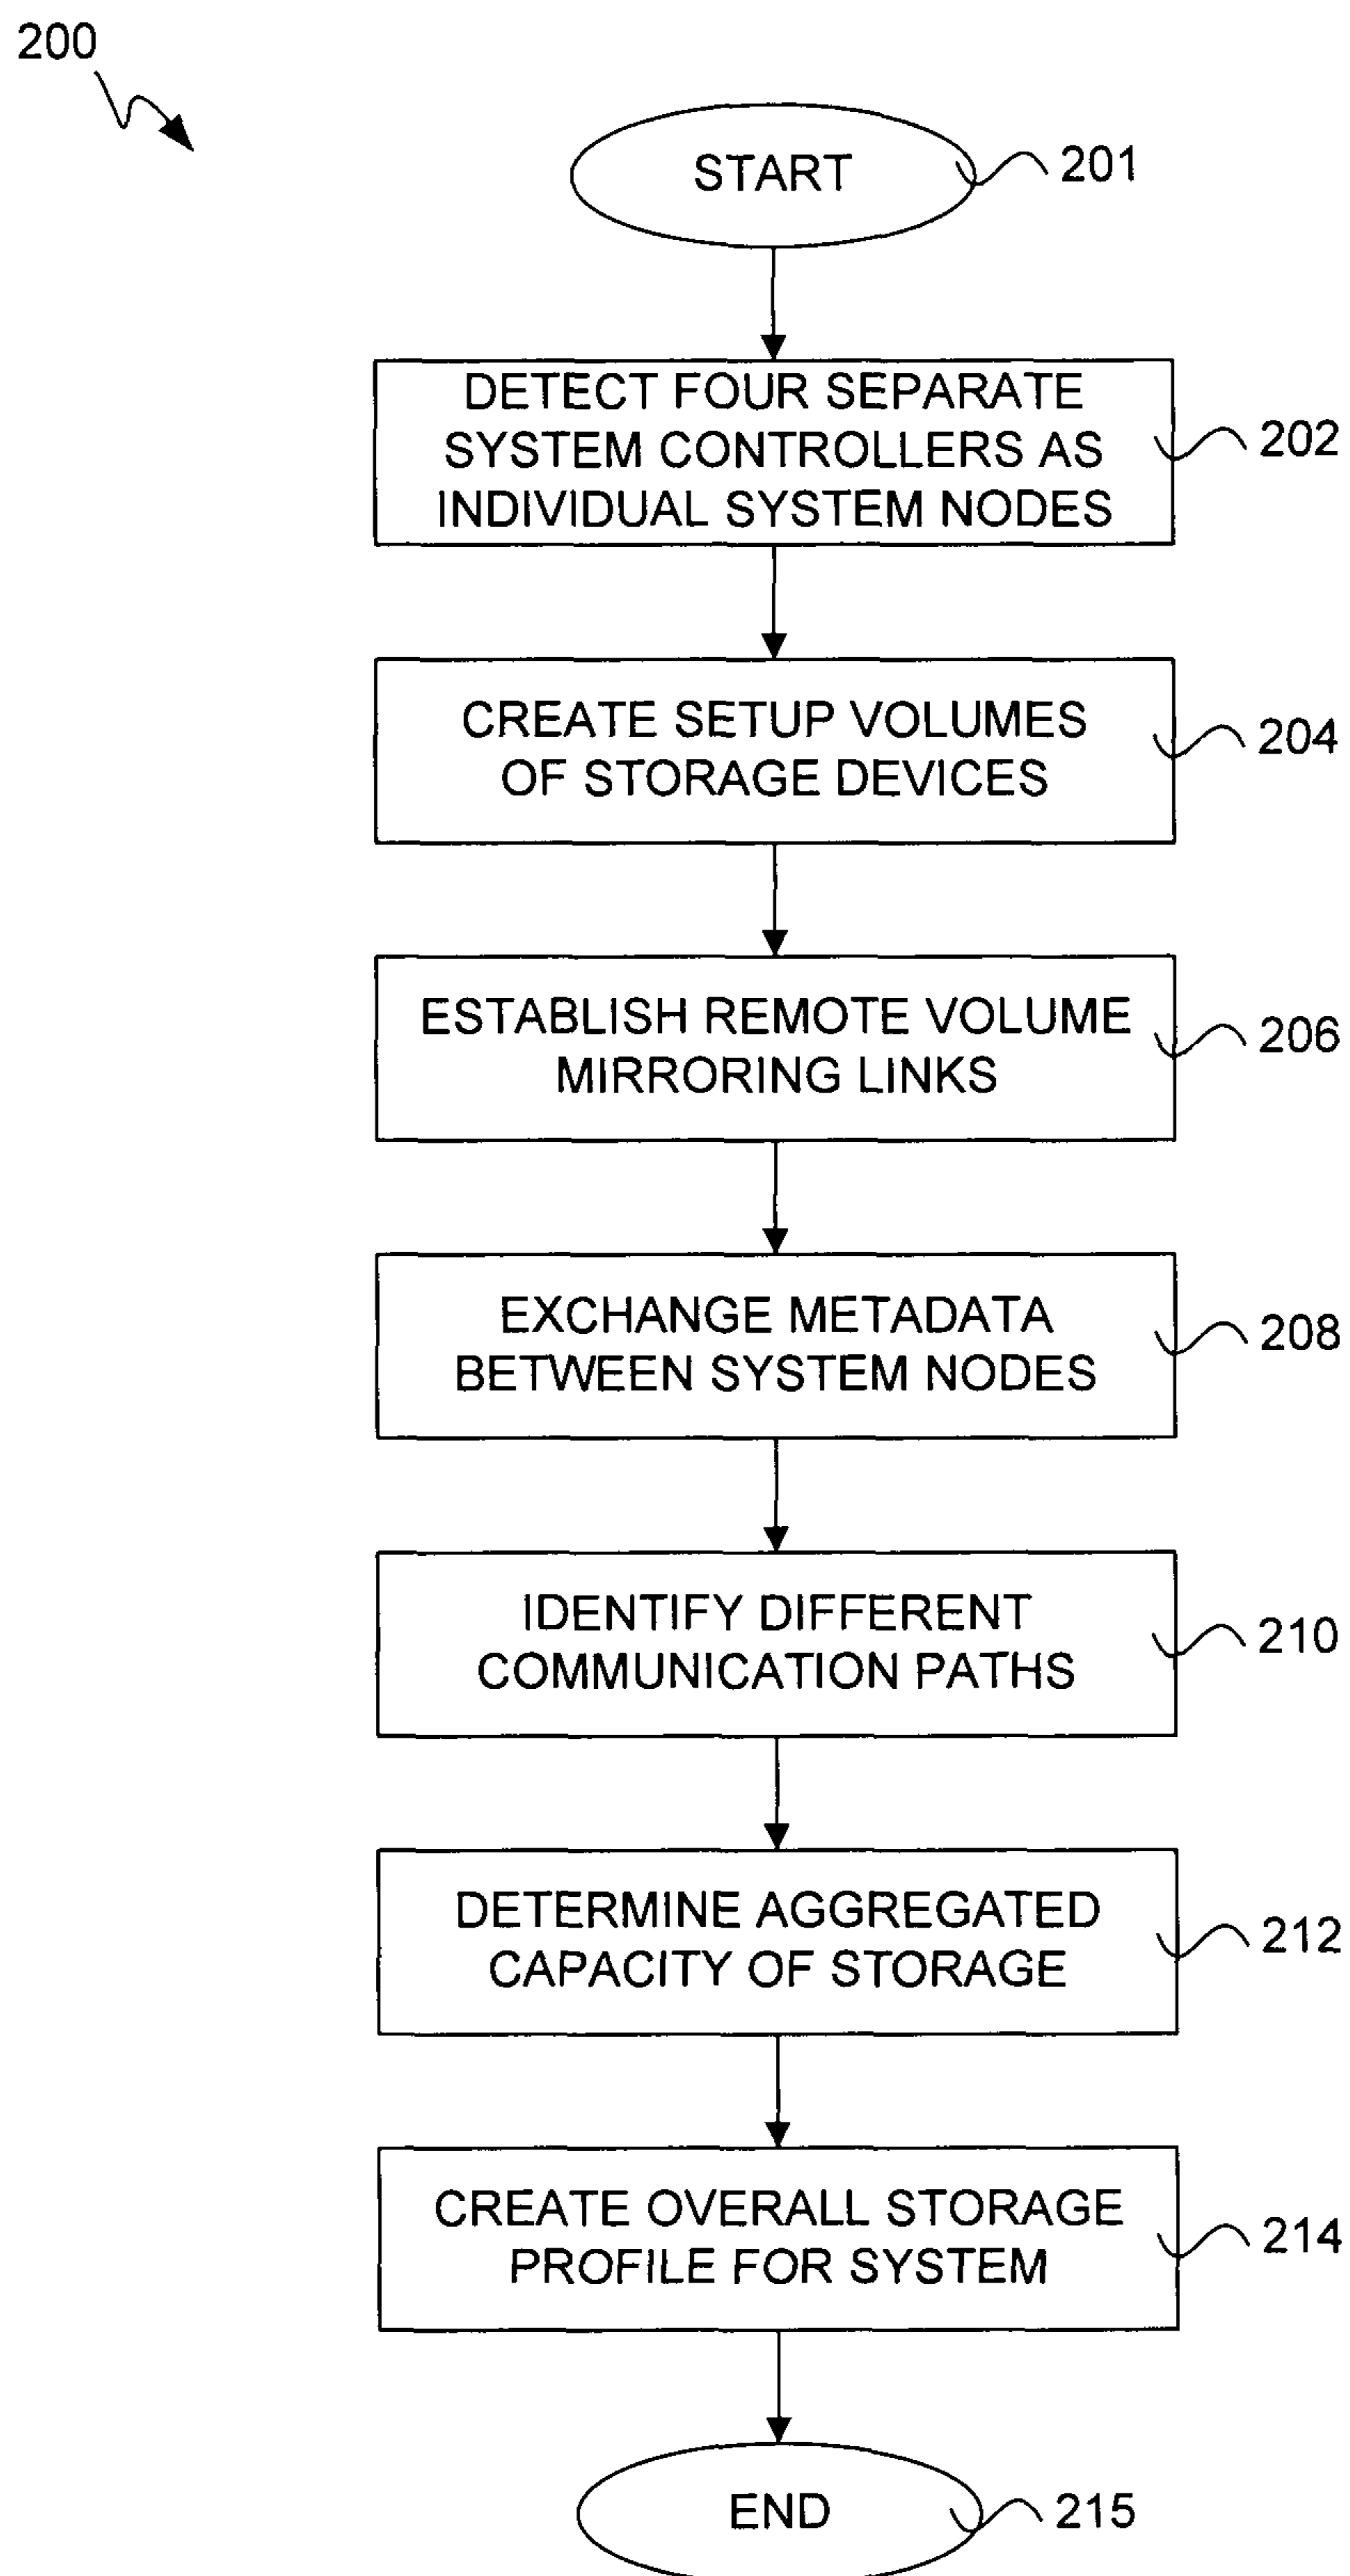 200
START
201
DETECT FOUR SEPARATE
SYSTEM CONTROLLERS AS
INDIVIDUAL SYSTEM NODES
202
CREATE SETUP VOLUMES
OF STORAGE DEVICES
204
ESTABLISH REMOTE VOLUME
MIRRORING LINKS
206
EXCHANGE METADATA
BETWEEN SYSTEM NODES
208
IDENTIFY DIFFERENT
COMMUNICATION PATHS
210
DETERMINE AGGREGATED
CAPACITY OF STORAGE
212
CREATE OVERALL STORAGE
PROFILE FOR SYSTEM
214
END
215